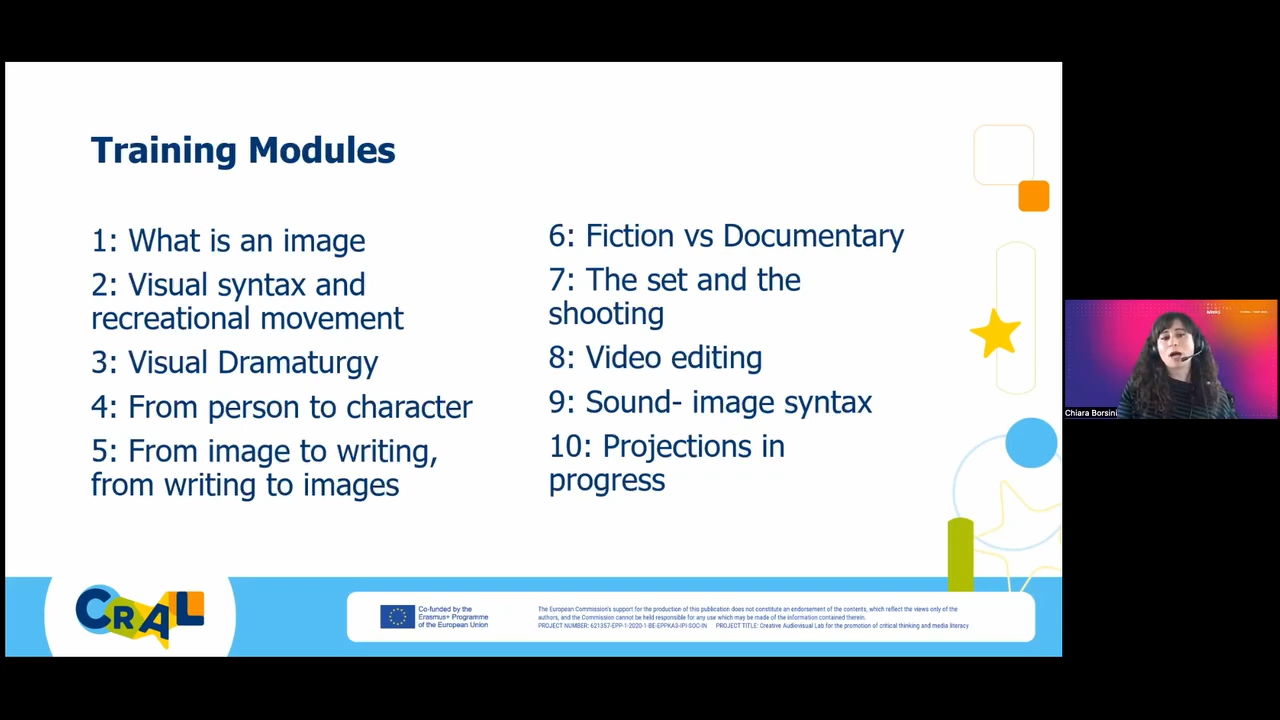 Training Modules
1: What is an image
2: Visual syntax and
recreational movement
3: Visual Dramaturgy
4: From person to character
5: From image to writing,
from writing to images
6: Fiction vs Documentary
7: The set and the
shooting
8: Video editing
9: Sound- image syntax
10: Projections in
progress
CRAL
Co-funded by the
Erasmus+ Programme
of the European Union
The European Commission's support for the production of this publication does not constitute an endorsement of the contents, which reflect the views only of the
authors, and the Commission cannot be held responsible for any use which may be made of the information contained therein.
PROJECT NUMBER: 621357-EPP-1-2020-1-BE-EPPKA3-IPI-SOC-IN PROJECT TITLE: Creative Audiovisual Lab for the promotion of critical thinking and media literacy
Chiara Borsini